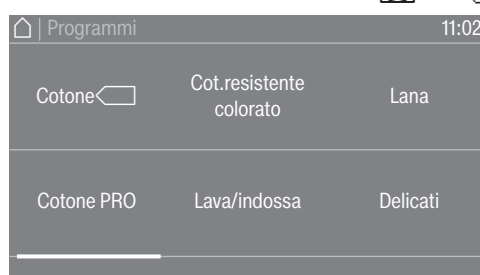 Programmi
11:02
Cotone
Cot.resistente
colorato
Lana
Cotone PRO
Lava/indossa
Delicati